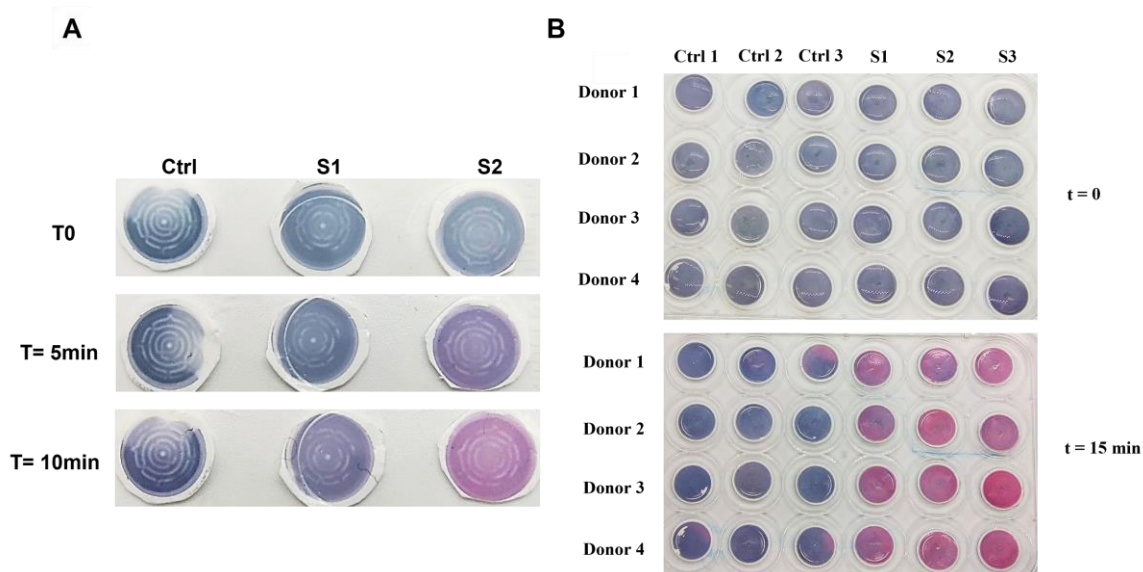 A
Ctrl S1 S2
T0
T= 5min
T= 10min
B
Ctrl 1 Ctrl 2 Ctrl 3 S1 S2 S3
Donor 1
Donor 2
Donor 3
Donor 4
t = 0
Donor 1
Donor 2
Donor 3
Donor 4
t = 15 min